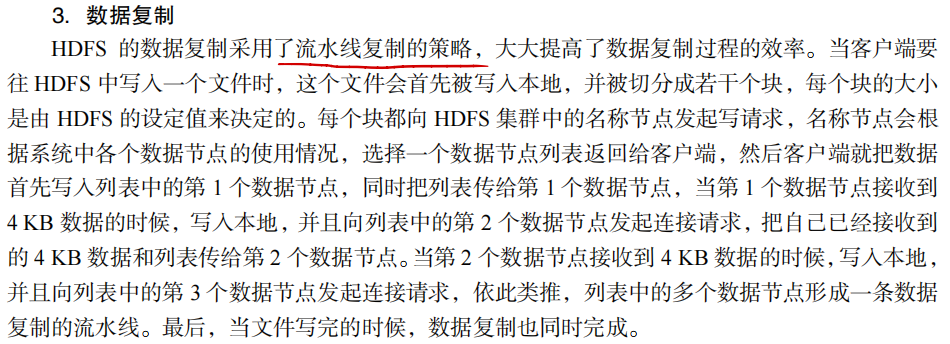 3. 数据复制
HDFS 的数据复制采用了流水线复制的策略，大大提高了数据复制过程的效率。当客户端要
往 HDFS 中写入一个文件时，这个文件会首先被写入本地，并被切分成若干个块，每个块的大小
是由 HDFS 的设定值来决定的。每个块都向 HDFS 集群中的名称节点发起写请求，名称节点会根
据系统中各个数据节点的使用情况，选择一个数据节点列表返回给客户端，然后客户端就把数据
首先写入列表中的第 1 个数据节点，同时把列表传给第 1 个数据节点，当第 1 个数据节点接收到
4 KB 数据的时候，写入本地，并且向列表中的第 2 个数据节点发起连接请求，把自己已经接收到
的 4 KB 数据和列表传给第 2 个数据节点。当第 2 个数据节点接收到 4 KB 数据的时候，写入本地，
并且向列表中的第 3 个数据节点发起连接请求，依此类推，列表中的多个数据节点形成一条数据
复制的流水线。最后，当文件写完的时候，数据复制也同时完成。